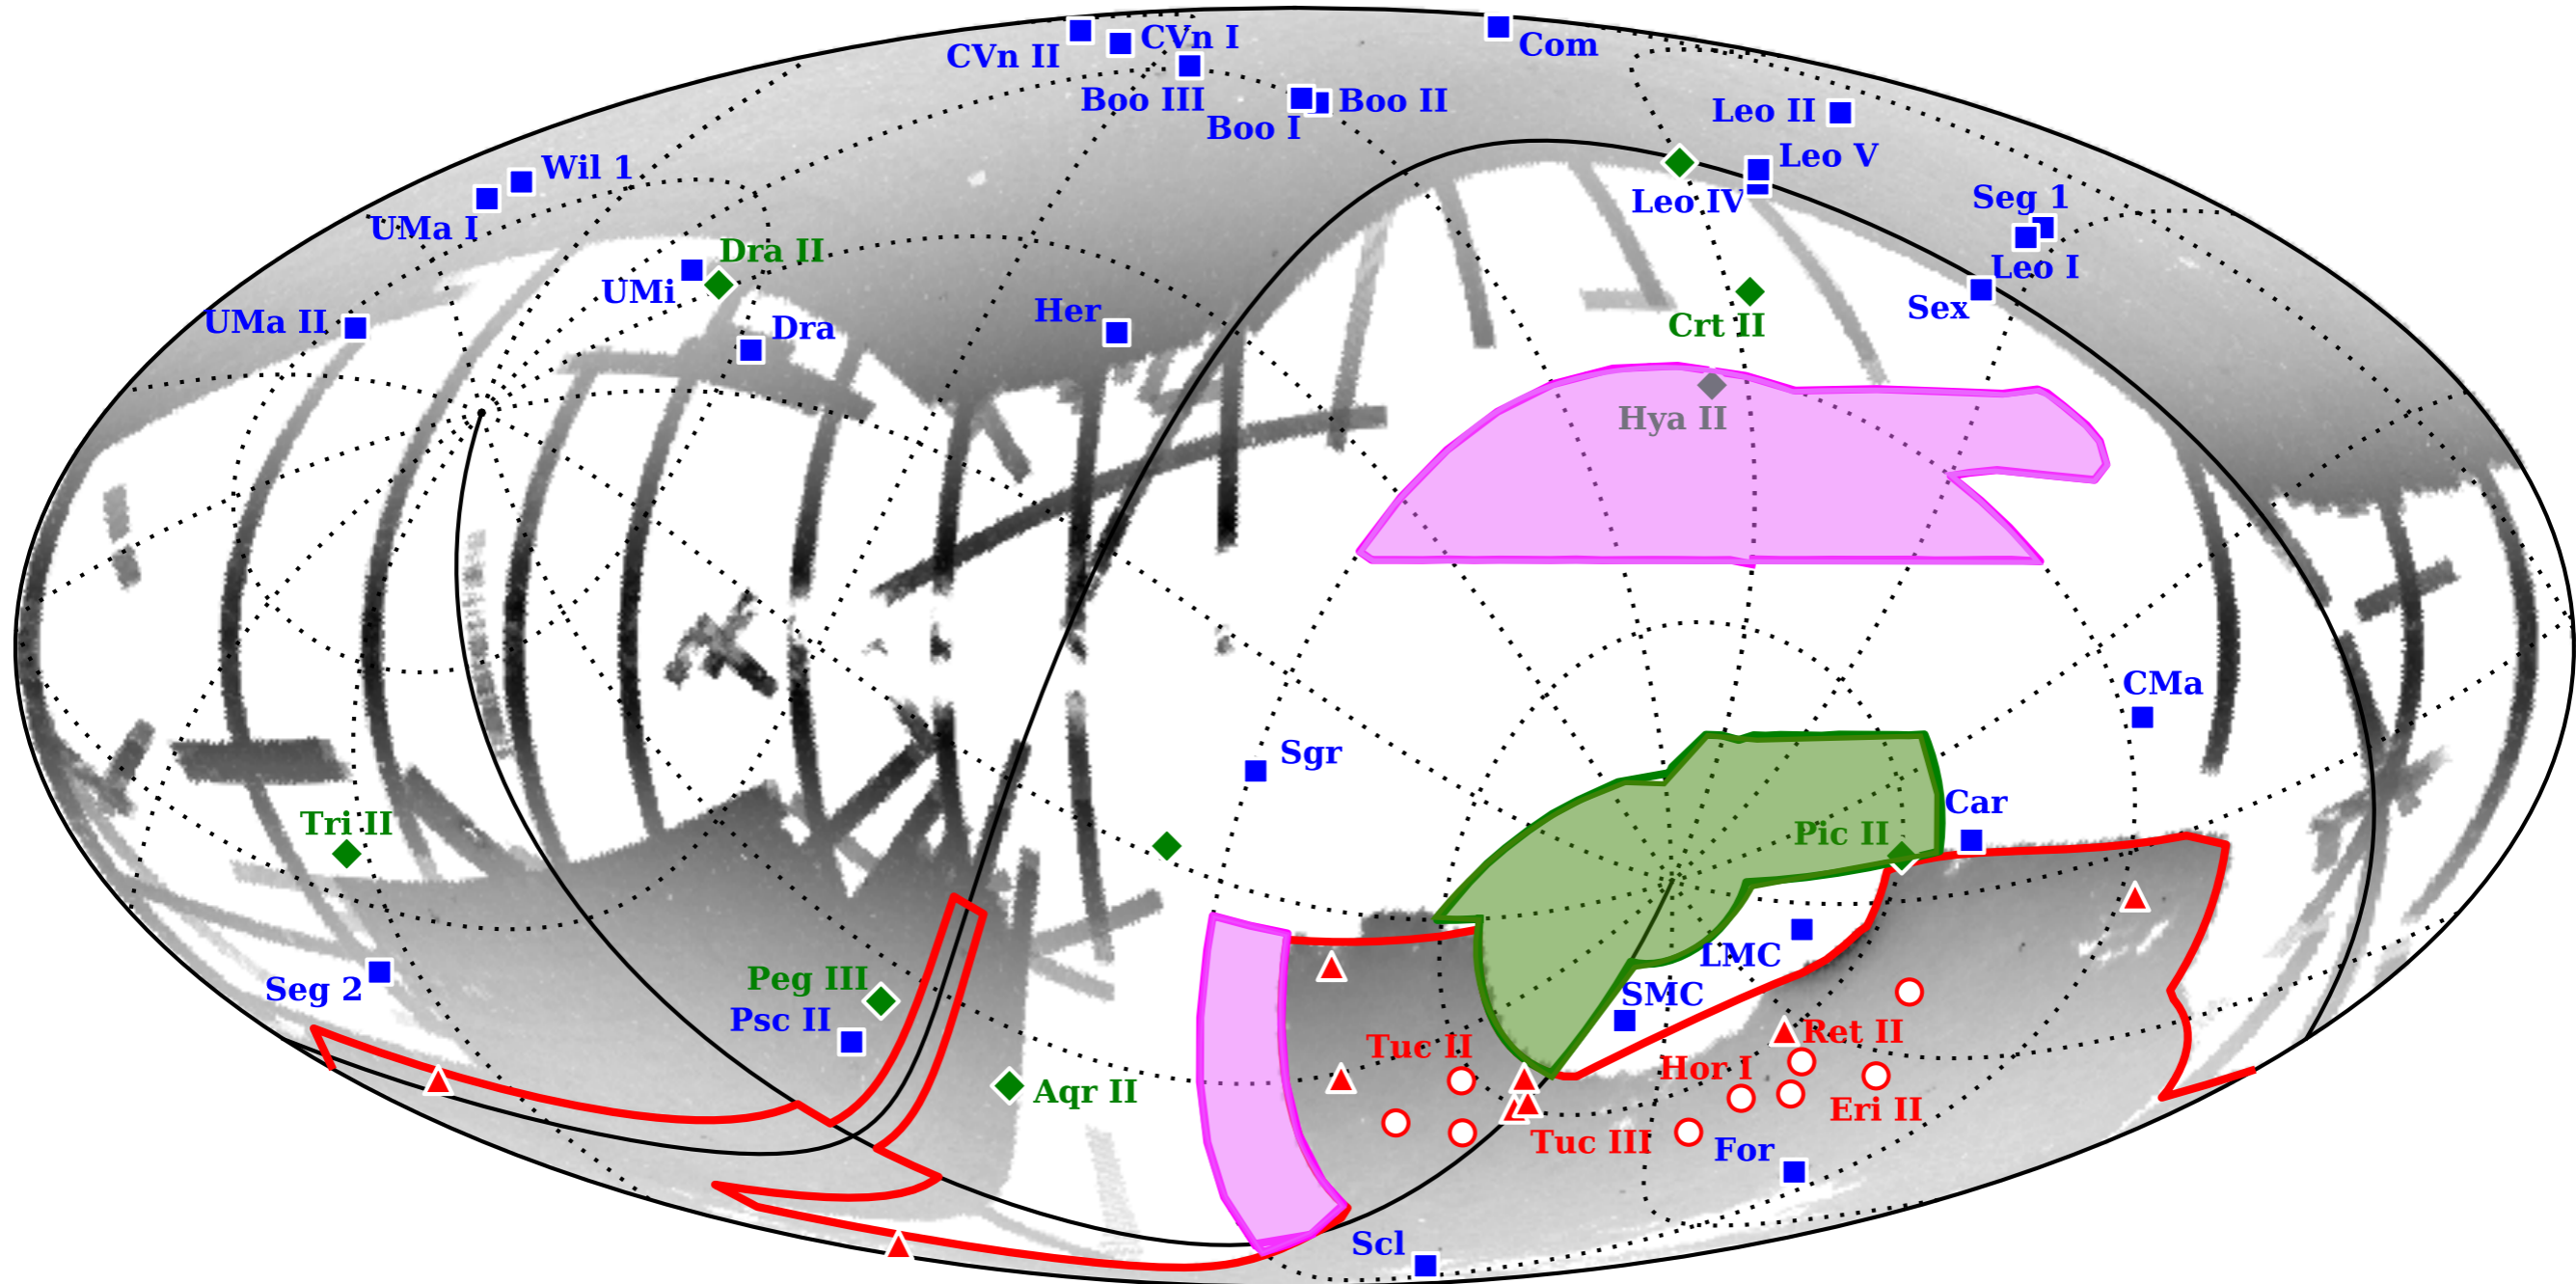 CVn II
CVn I
Com
Boo III
Boo I
Boo II
Leo II
Wil 1
Leo V
UMa I
Leo IV
Seg 1
Dra II
UMi
Leo I
UMa II
Dra
Her
Sex
Crt II
Hya II
CMa
Sgr
Car
Tri II
Pic II
LMC
Seg 2
Peg III
SMC
Psc II
Tuc II
Ret II
Hor I
Aqr II
Eri II
Tuc III
For
Scl